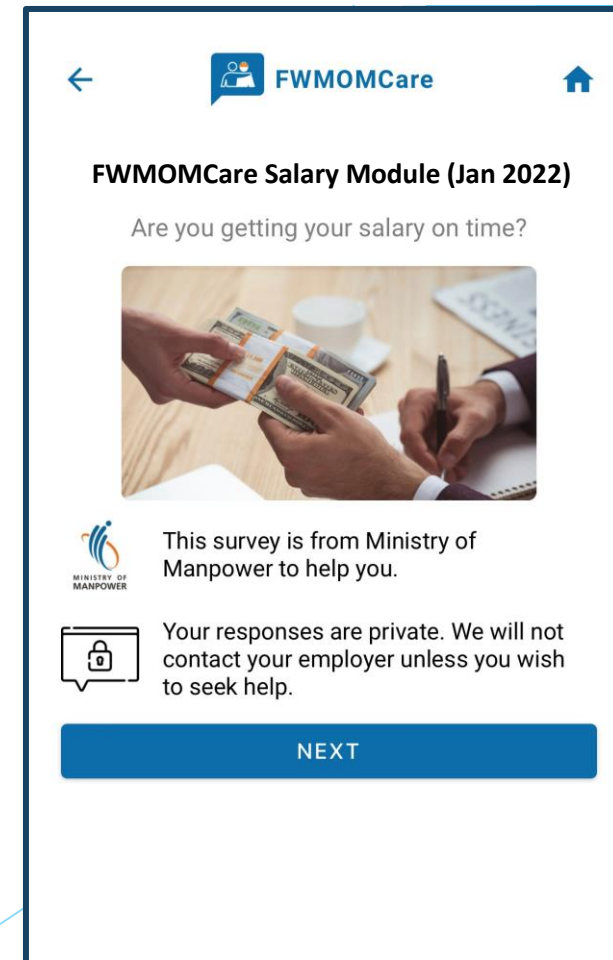 FWMOMCare
FWMOMCare Salary Module (Jan 2022)
Are you getting your salary on time?
BUSINESS
MINISTRY OF
MANPOWER
This survey is from Ministry of
Manpower to help you.
Your responses are private. We will not
contact your employer unless you wish
to seek help.
NEXT